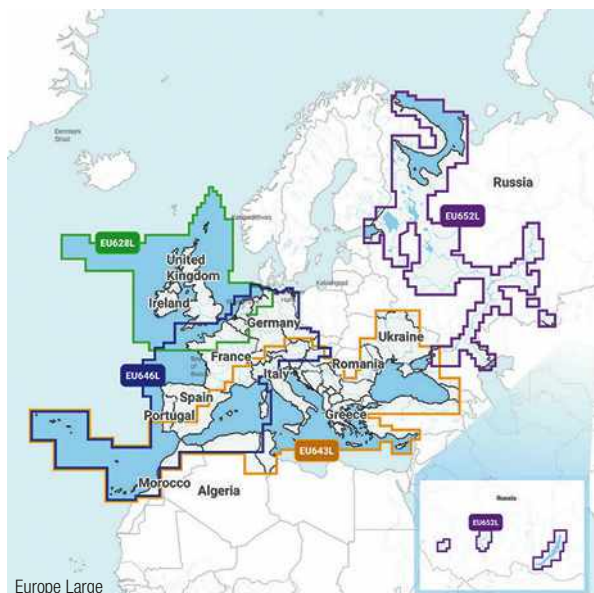 Russia
EU652L
EU628L
United
Kingdom
Ireland
Germany
Ukraine
France
EU646L
Romania
Italy
Spain
Portugal
Greece
EU643L
Morocco
Algeria
Russia
EU652L
Europe Large